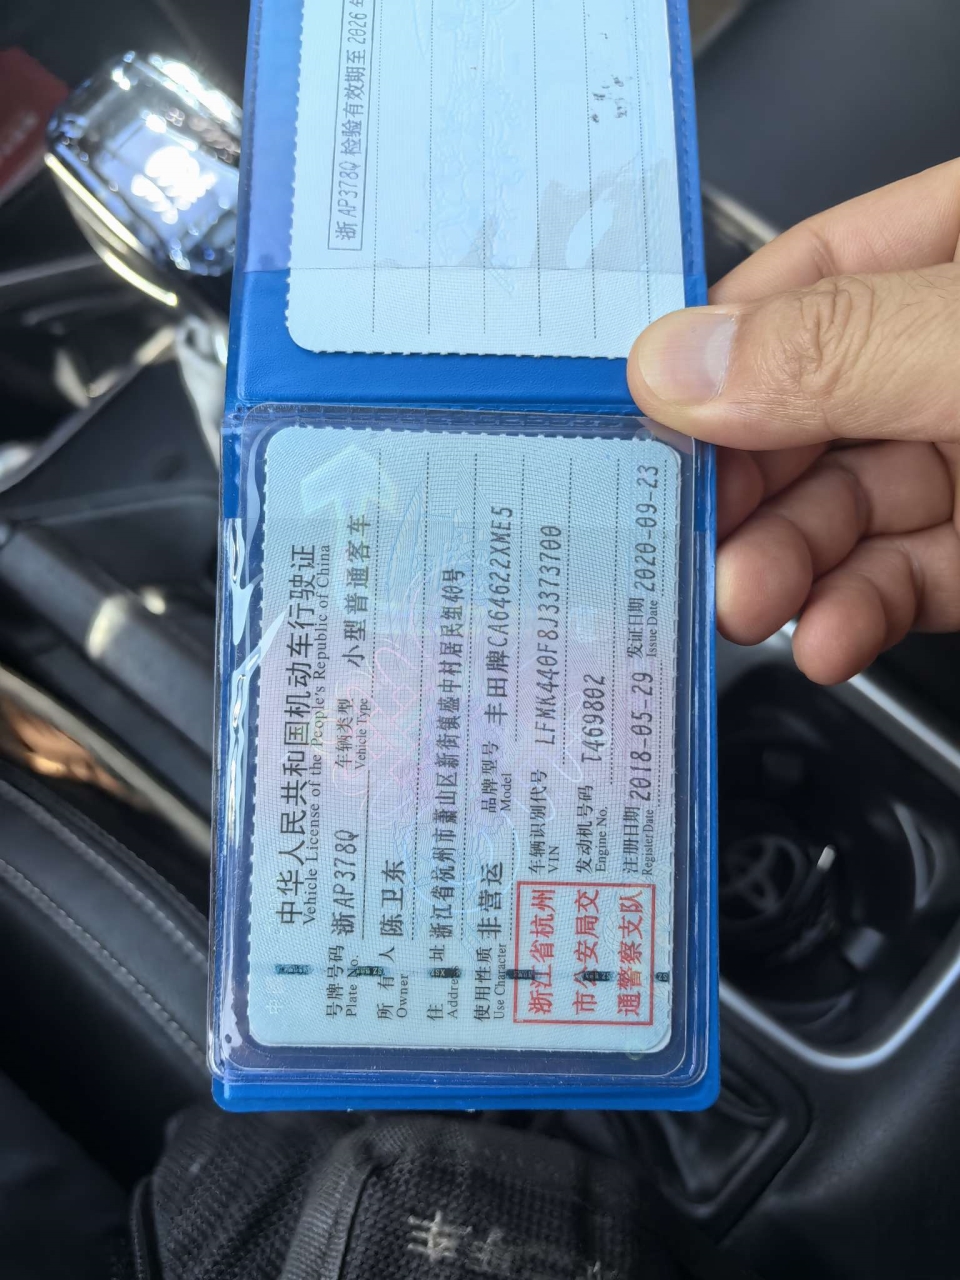 浙AP378Q 检验有效期至 2026年
中华人民共和国机动车行驶证
Vehicle License of the People's Republic of China
号牌号码 浙AP378Q 车辆类型 小型普通客车
Plate No. Vehicle Type
所有人 陈卫东
Owner
住址 浙江省杭州市萧山区新街镇盛中村居民组40号
Address
使用性质 非营运 品牌型号 丰田牌CA64622XME5
Use Character Model
浙江省杭州
市公安局交
通警察支队
车辆识别代号 LFMK440F8J3373700
VIN
发动机号码 T469802
Engine No.
注册日期 2018-05-29 发证日期 2020-09-23
Register Date Issue Date